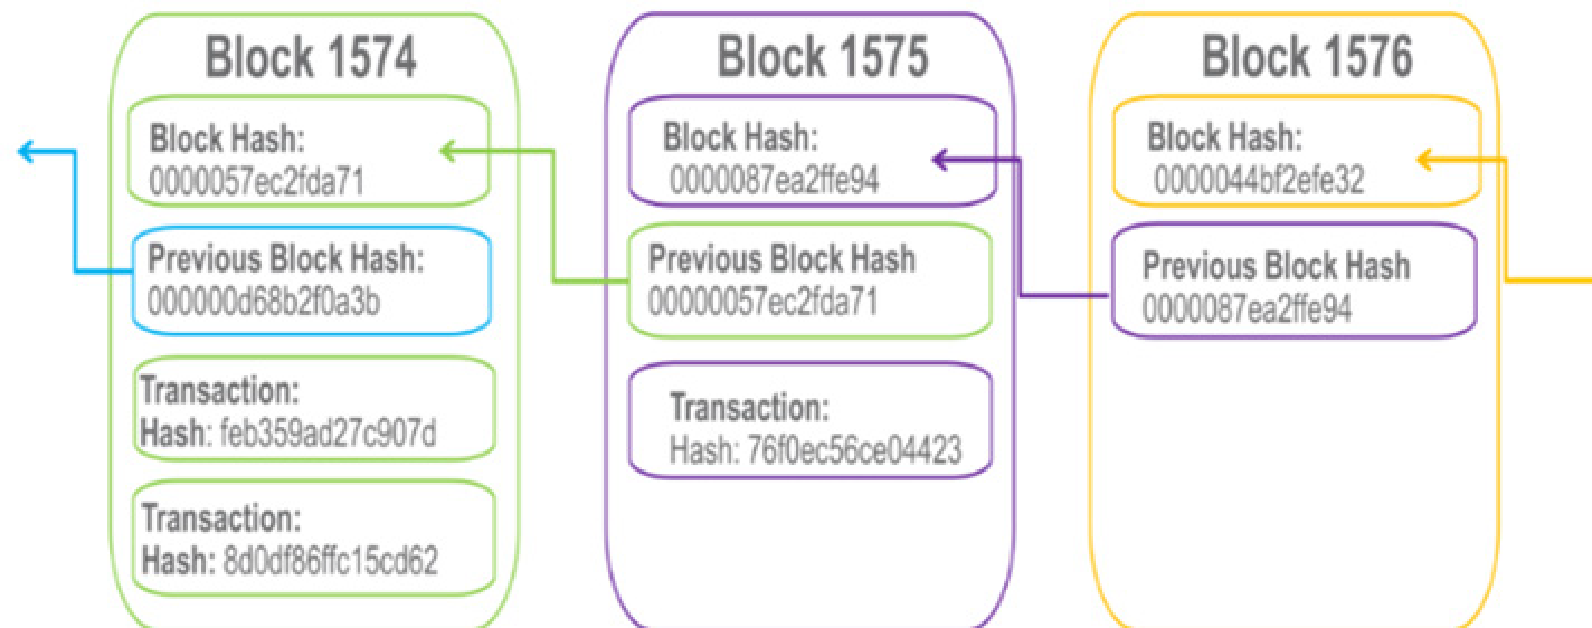 Block 1574
Block Hash:
0000057ec2fda71
Previous Block Hash:
000000d68b2f0a3b
Transaction:
Hash: feb359ad27c907d
Transaction:
Hash: 8d0df86ffc15cd62
Block 1575
Block Hash:
0000087ea2ffe94
Previous Block Hash
00000057ec2fda71
Transaction:
Hash: 76f0ec56ce04423
Block 1576
Block Hash:
0000044bf2efe32
Previous Block Hash
0000087ea2ffe94